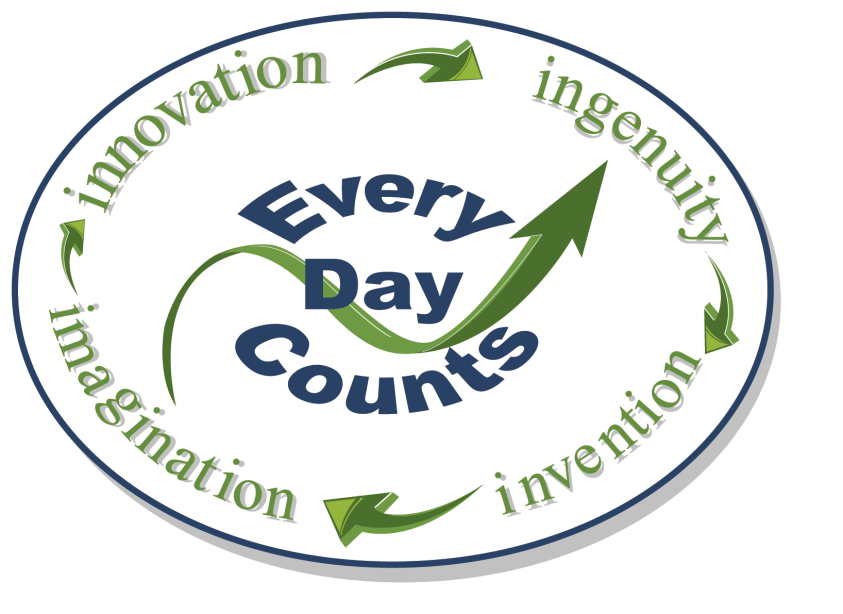 innovation
ingenuity
Every
Day
Counts
imagination
invention